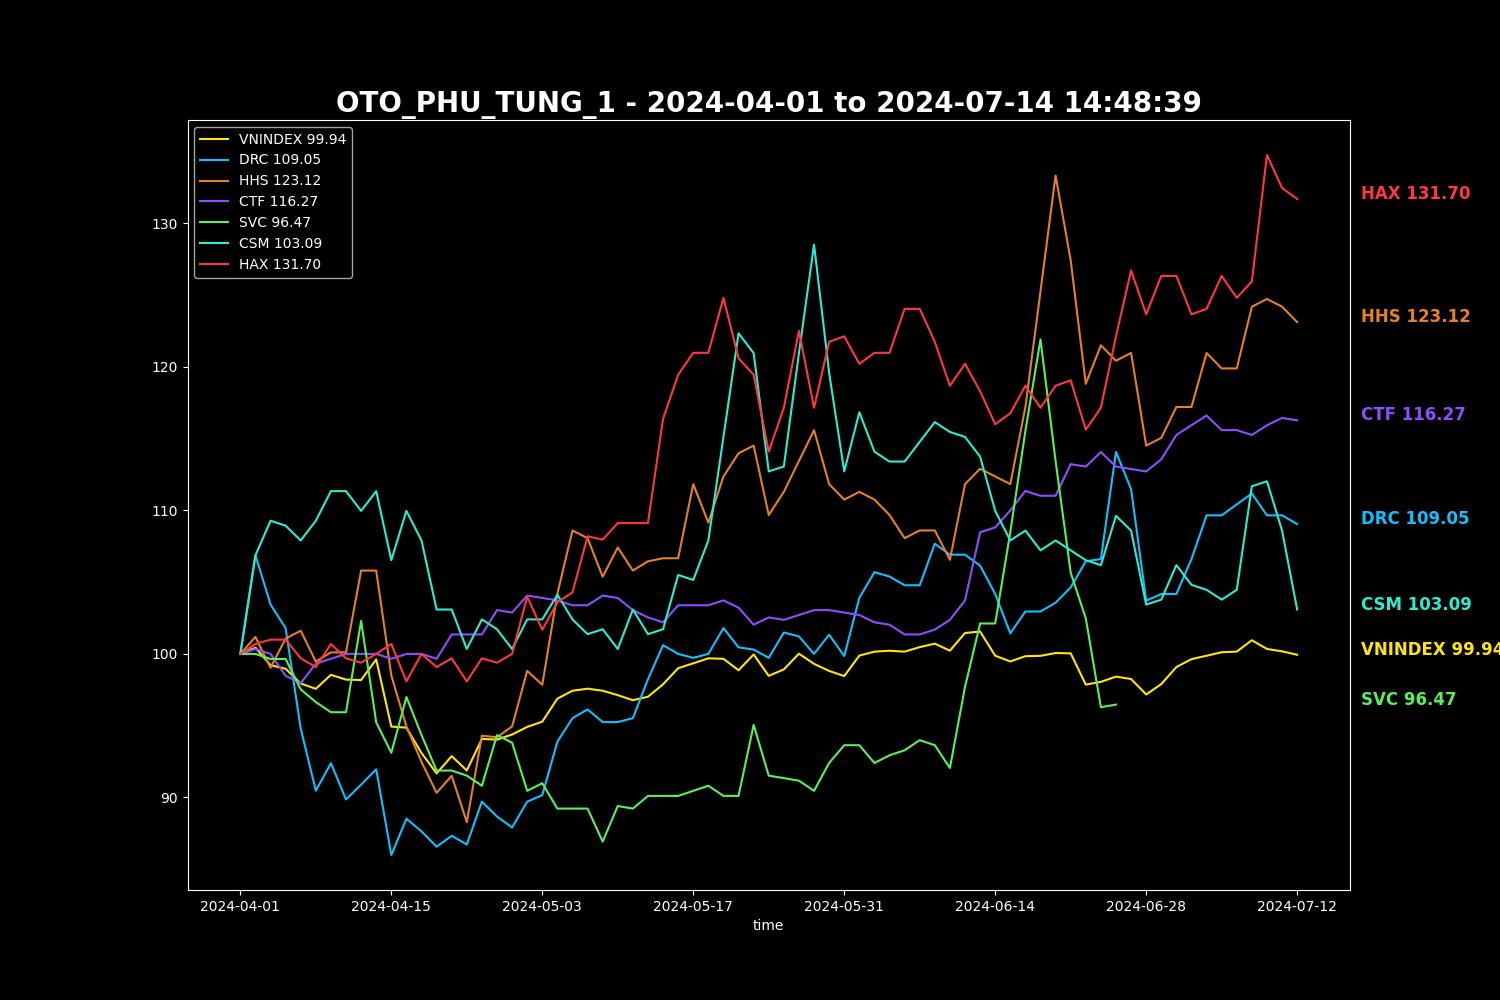 OTO_PHU_TUNG_1 - 2024-04-01 to 2024-07-14 14:48:39
VNINDEX 99.94
DRC 109.05
HHS 123.12
CTF 116.27
SVC 96.47
CSM 103.09
HAX 131.70
130
120
110
100
90
HAX 131.70
HHS 123.12
CTF 116.27
DRC 109.05
CSM 103.09
VNINDEX 99.94
SVC 96.47
2024-04-01 2024-04-15 2024-05-03 2024-05-17 2024-05-31 2024-06-14 2024-06-28 2024-07-12
time